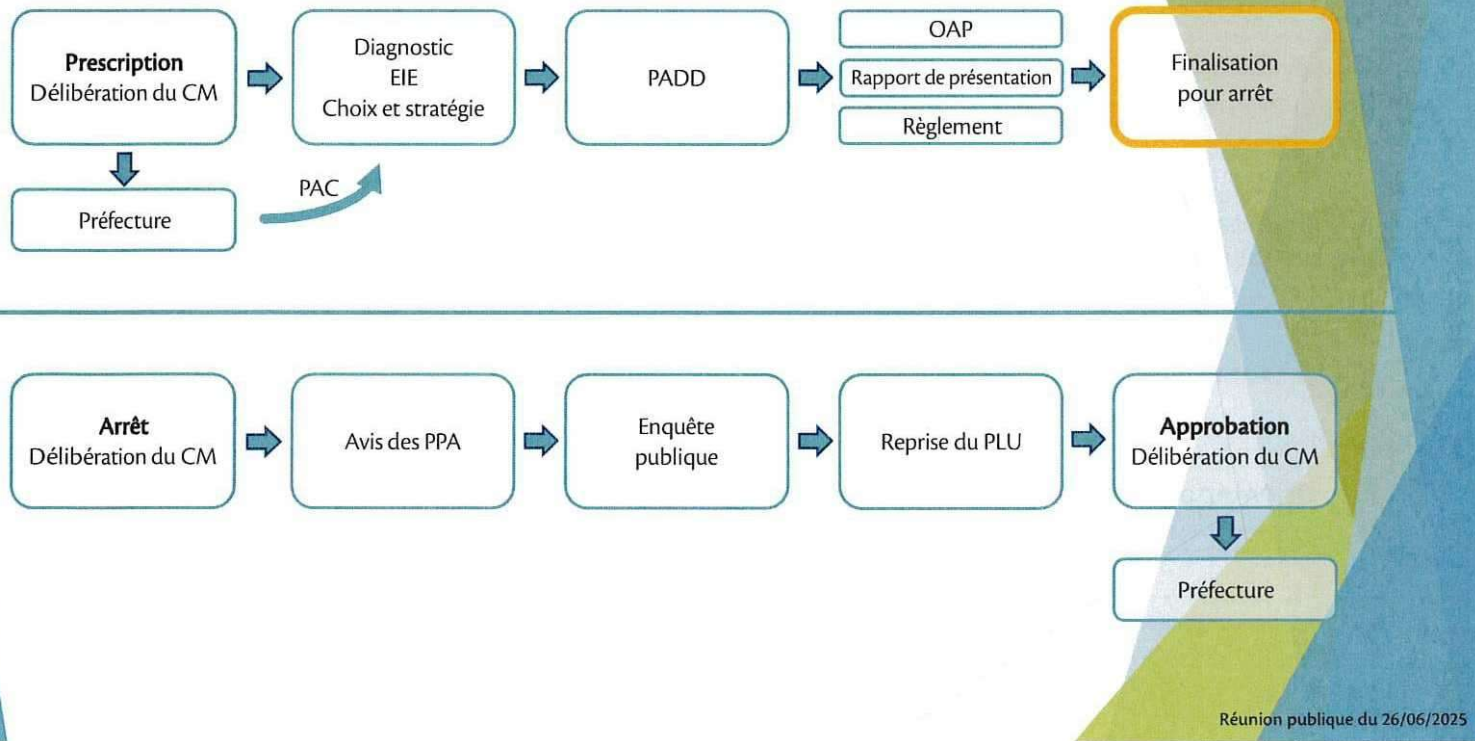 Prescription
Délibération du CM
Diagnostic
EIE
Choix et stratégie
PADD
OAP
Rapport de présentation
Règlement
Finalisation
pour arrêt
PAC
Préfecture
Arrêt
Délibération du CM
Avis des PPA
Enquête
publique
Reprise du PLU
Approbation
Délibération du CM
Préfecture
Réunion publique du 26/06/2025